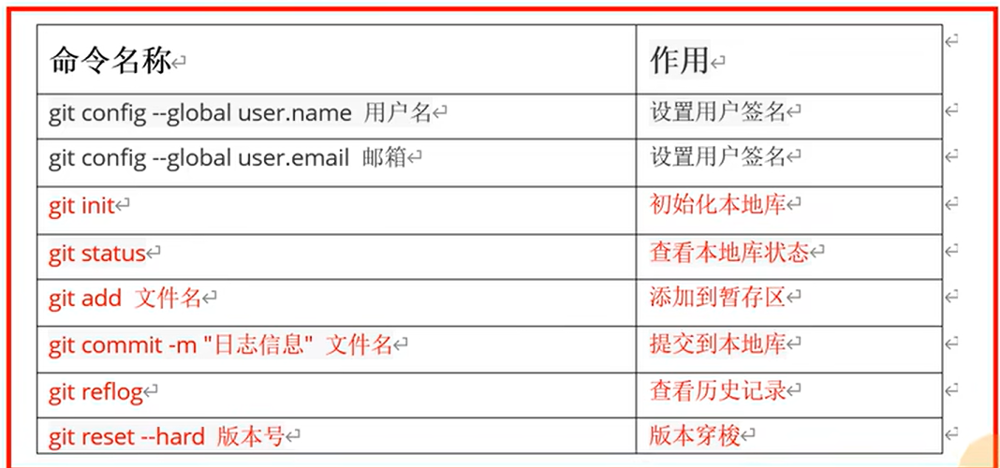 命令名称 作用
git config --global user.name 用户名 设置用户签名
git config --global user.email 邮箱 设置用户签名
git init 初始化本地库
git status 查看本地库状态
git add 文件名 添加到暂存区
git commit -m "日志信息" 文件名 提交到本地库
git reflog 查看历史记录
git reset --hard 版本号 版本穿梭